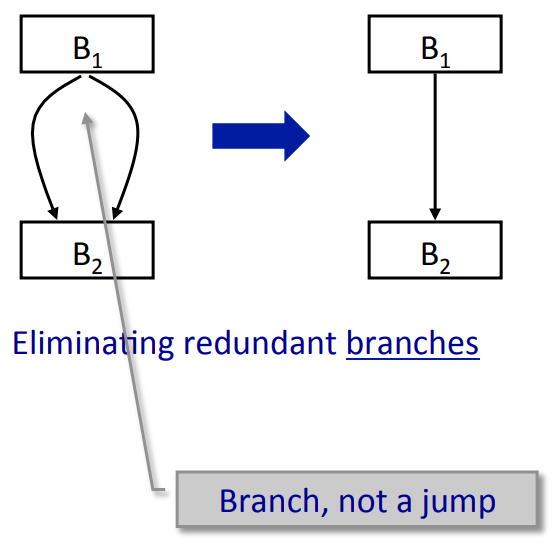 B₁ B₁
B₂ B₂
Eliminating redundant branches
Branch, not a jump